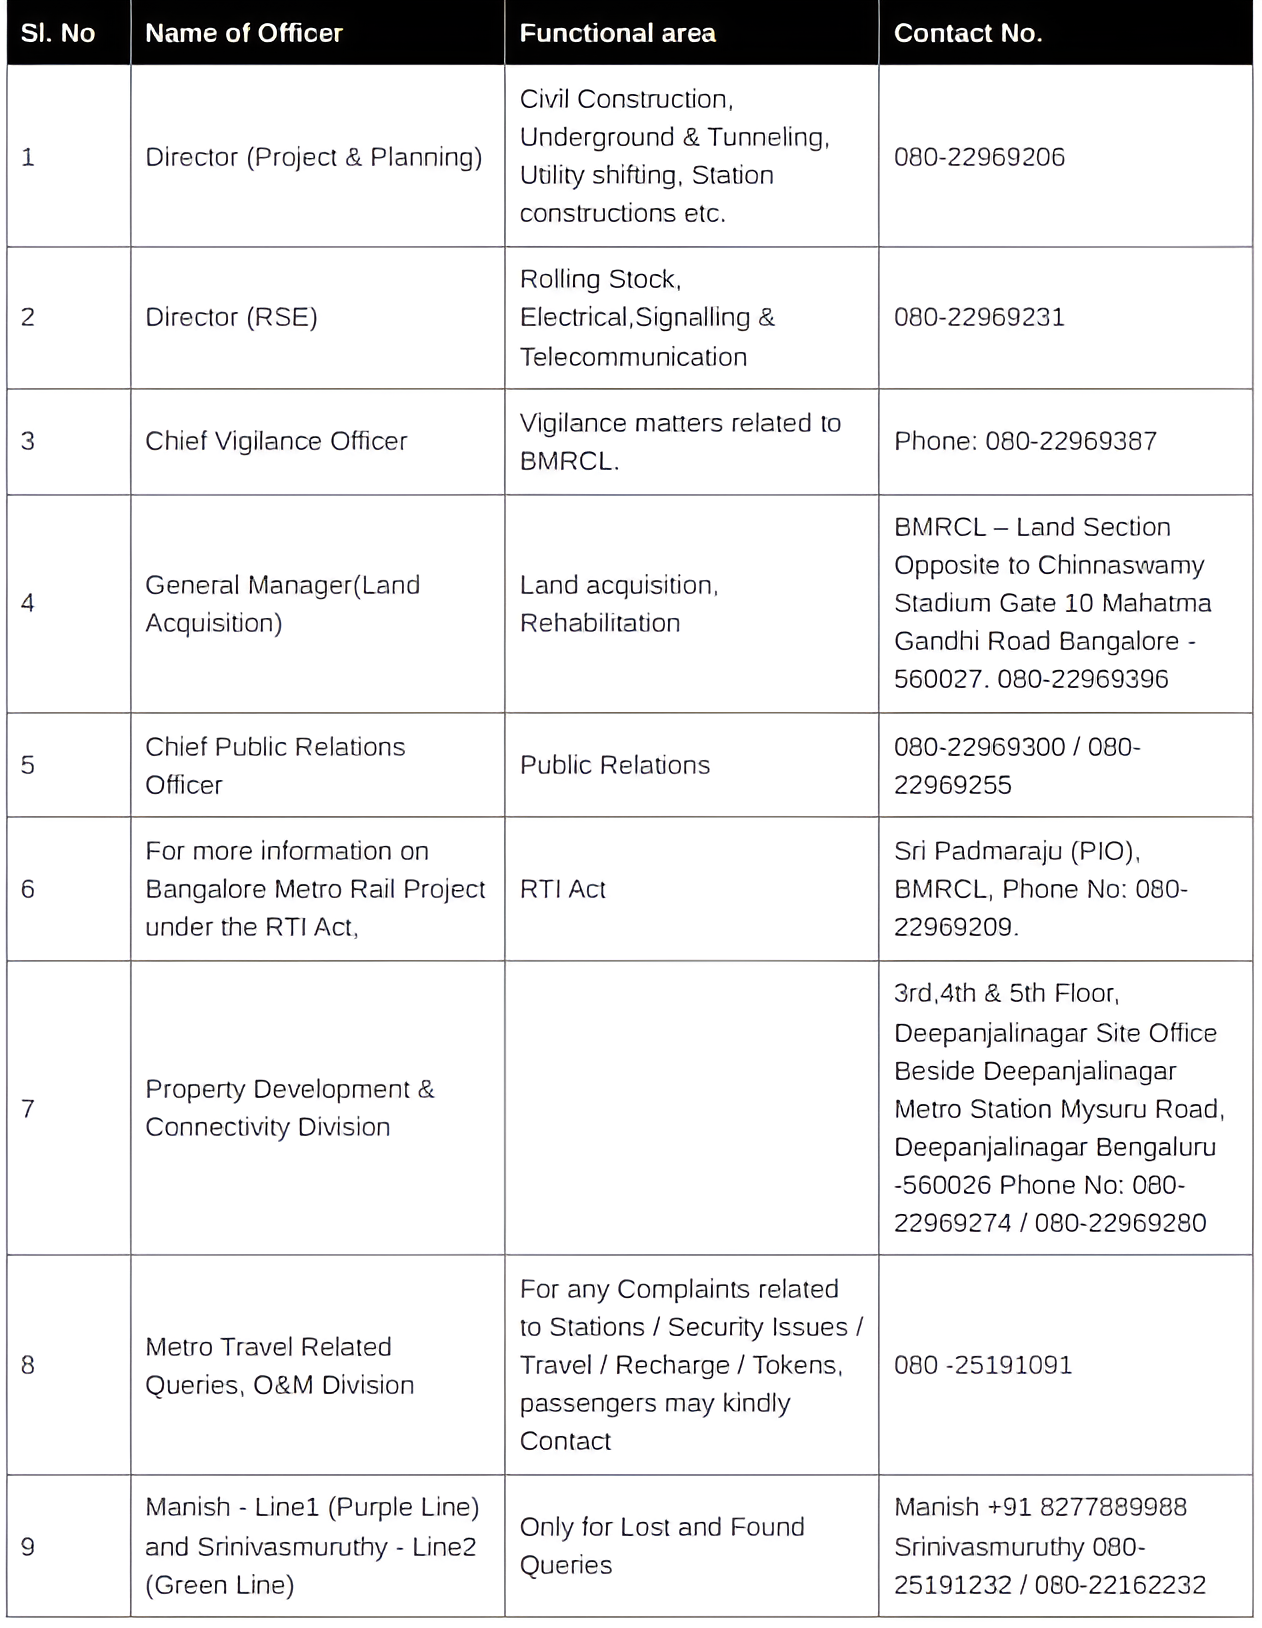 Sl. No
Name of Officer
Functional area
Contact No.
1
Director (Project & Planning)
Civil Construction,
Underground & Tunneling,
Utility shifting, Station
constructions etc.
080-22969206
2
Director (RSE)
Rolling Stock,
Electrical,Signalling &
Telecommunication
080-22969231
3
Chief Vigilance Officer
Vigilance matters related to
BMRCL.
Phone: 080-22969387
4
General Manager(Land
Acquisition)
Land acquisition,
Rehabilitation
BMRCL – Land Section
Opposite to Chinnaswamy
Stadium Gate 10 Mahatma
Gandhi Road Bangalore -
560027. 080-22969396
5
Chief Public Relations
Officer
Public Relations
080-22969300 / 080-
22969255
6
For more information on
Bangalore Metro Rail Project
under the RTI Act,
RTI Act
Sri Padmaraju (PIO),
BMRCL, Phone No: 080-
22969209.
7
Property Development &
Connectivity Division
3rd,4th & 5th Floor,
Deepanjalinagar Site Office
Beside Deepanjalinagar
Metro Station Mysuru Road,
Deepanjalinagar Bengaluru
-560026 Phone No: 080-
22969274 / 080-22969280
8
Metro Travel Related
Queries, O&M Division
For any Complaints related
to Stations / Security Issues /
Travel / Recharge / Tokens,
passengers may kindly
Contact
080 -25191091
9
Manish - Line1 (Purple Line)
and Srinivasmuruthy - Line2
(Green Line)
Only for Lost and Found
Queries
Manish +91 8277889988
Srinivasmuruthy 080-
25191232 / 080-22162232